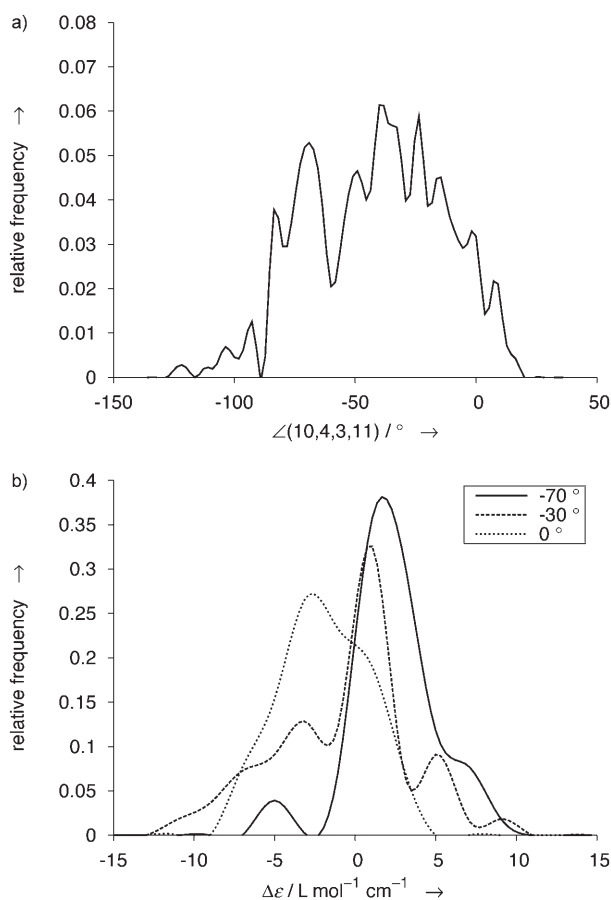 a)
0.08
0.07
0.06
0.05
0.04
0.03
0.02
0.01
0
relative frequency →
-150 -100 -50 0 50
∠(10,4,3,11) / ° →
b)
0.4
0.35
0.3
0.25
0.2
0.15
0.1
0.05
0
relative frequency →
-70 °
-30 °
0 °
-15 -10 -5 0 5 10 15
Δε / L mol⁻¹ cm⁻¹ →